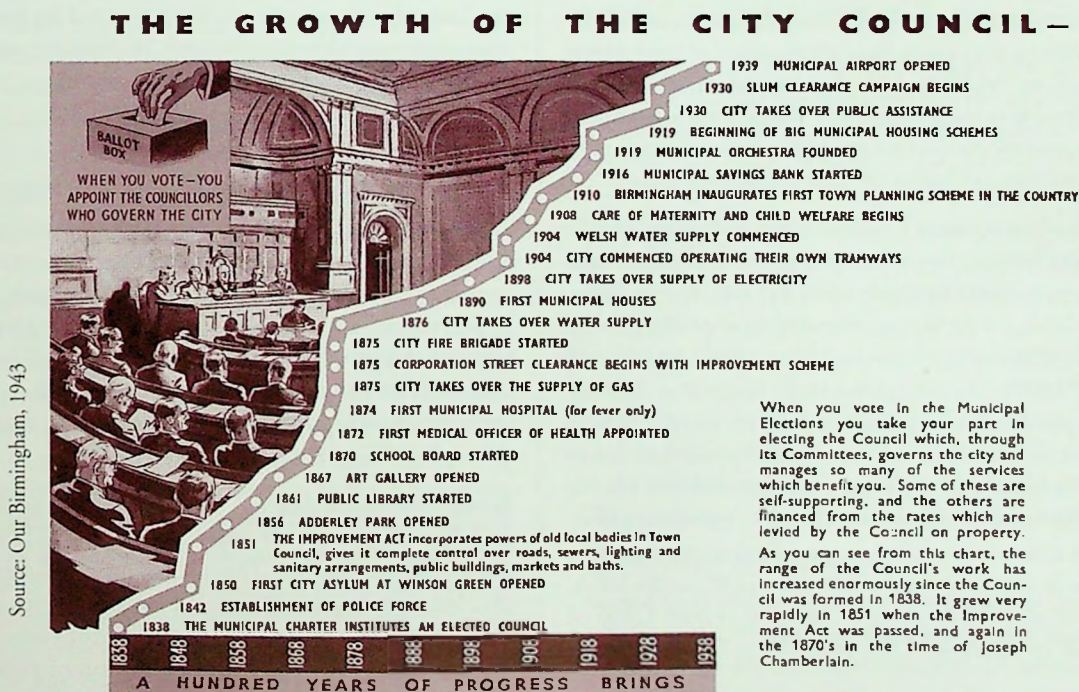 THE GROWTH OF THE CITY COUNCIL—
BALLOT
BOX
WHEN YOU VOTE—YOU
APPOINT THE COUNCILLORS
WHO GOVERN THE CITY
1939 MUNICIPAL AIRPORT OPENED
1930 SLUM CLEARANCE CAMPAIGN BEGINS
1930 CITY TAKES OVER PUBLIC ASSISTANCE
1919 BEGINNING OF BIG MUNICIPAL HOUSING SCHEMES
1919 MUNICIPAL ORCHESTRA FOUNDED
1916 MUNICIPAL SAVINGS BANK STARTED
1910 BIRMINGHAM INAUGURATES FIRST TOWN PLANNING SCHEME IN THE COUNTRY
1908 CARE OF MATERNITY AND CHILD WELFARE BEGINS
1904 WELSH WATER SUPPLY COMMENCED
1904 CITY COMMENCED OPERATING THEIR OWN TRAMWAYS
1898 CITY TAKES OVER SUPPLY OF ELECTRICITY
1890 FIRST MUNICIPAL HOUSES
1876 CITY TAKES OVER WATER SUPPLY
1875 CITY FIRE BRIGADE STARTED
1875 CORPORATION STREET CLEARANCE BEGINS WITH IMPROVEMENT SCHEME
1875 CITY TAKES OVER THE SUPPLY OF GAS
1874 FIRST MUNICIPAL HOSPITAL (for fever only)
1872 FIRST MEDICAL OFFICER OF HEALTH APPOINTED
1870 SCHOOL BOARD STARTED
1867 ART GALLERY OPENED
1861 PUBLIC LIBRARY STARTED
1856 ADDERLEY PARK OPENED
1851 THE IMPROVEMENT ACT incorporates powers of old local bodies in Town
Council, gives it complete control over roads, sewers, lighting and
sanitary arrangements, public buildings, markets and baths.
1850 FIRST CITY ASYLUM AT WINSON GREEN OPENED
1842 ESTABLISHMENT OF POLICE FORCE
1838 THE MUNICIPAL CHARTER INSTITUTES AN ELECTED COUNCIL
1838 1848 1858 1868 1878 1888 1898 1908 1918 1928 1938
A HUNDRED YEARS OF PROGRESS BRINGS
When you vote in the Municipal
Elections you take your part in
electing the Council which, through
its Committees, governs the city and
manages so many of the services
which benefit you. Some of these are
self-supporting, and the others are
financed from the rates which are
levied by the Council on property.
As you can see from this chart, the
range of the Council's work has
increased enormously since the Coun-
cil was formed in 1838. It grew very
rapidly in 1851 when the Improve-
ment Act was passed, and again in
the 1870's in the time of Joseph
Chamberlain.
Source: Our Birmingham, 1943